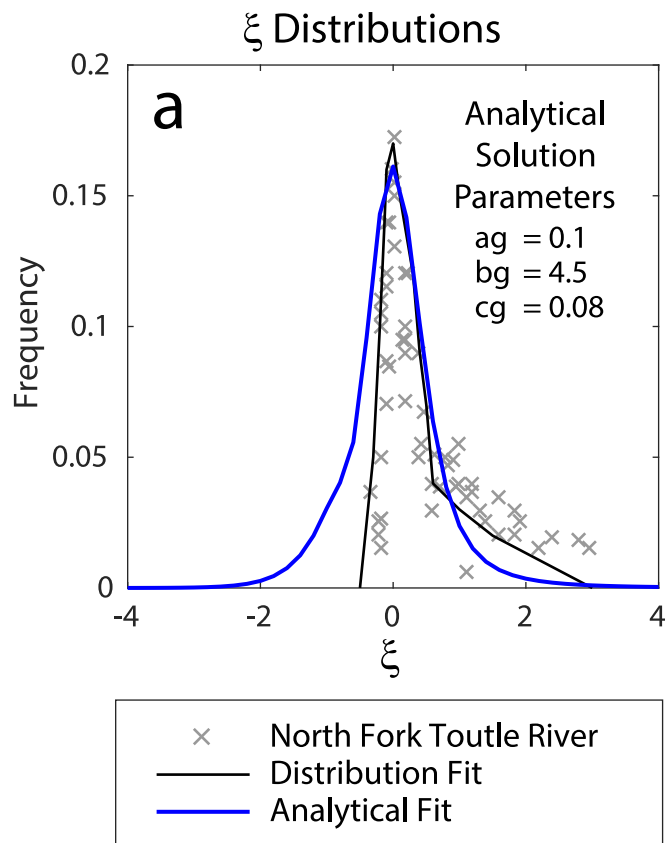 ξ Distributions
a
Analytical
Solution
Parameters
ag = 0.1
bg = 4.5
cg = 0.08
Frequency
0.2
0.15
0.1
0.05
0
-4
-2
0
2
4
ξ
North Fork Toutle River
Distribution Fit
Analytical Fit